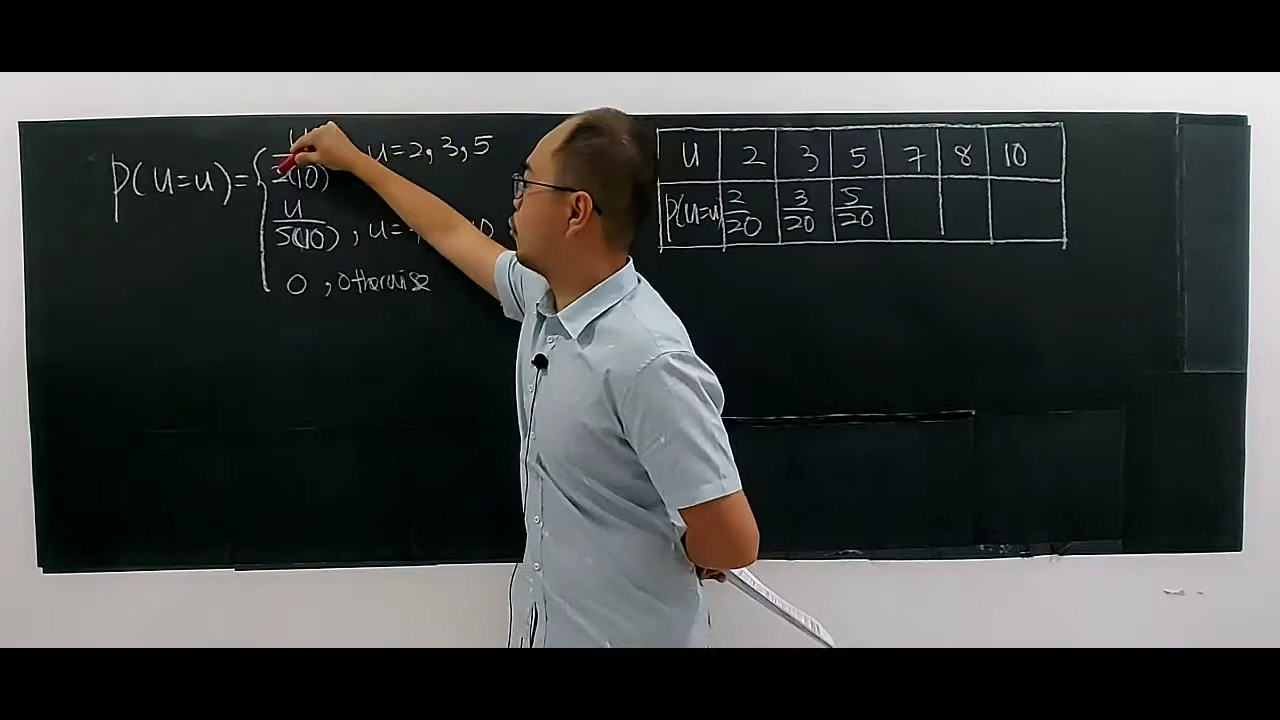 P(U=u)=
u
2(10)
u=2, 3, 5
u
5(10)
, u=
10
0 , otherwise
u 2 3 5 7 8 10
P(U=u 2/20 3/20 5/20